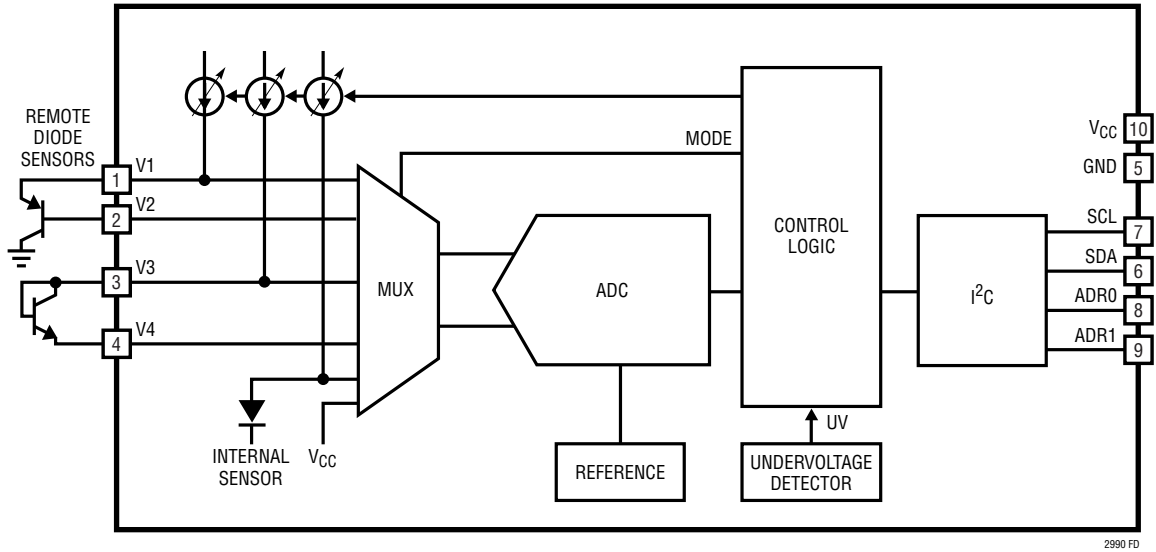 REMOTE
DIODE
SENSORS
1
V1
2
V2
3
V3
4
V4
MODE
MUX
ADC
CONTROL
LOGIC
I²C
VCC
10
GND
5
SCL
7
SDA
6
ADR0
8
ADR1
9
INTERNAL
SENSOR
VCC
REFERENCE
UV
UNDERVOLTAGE
DETECTOR
2990 FD